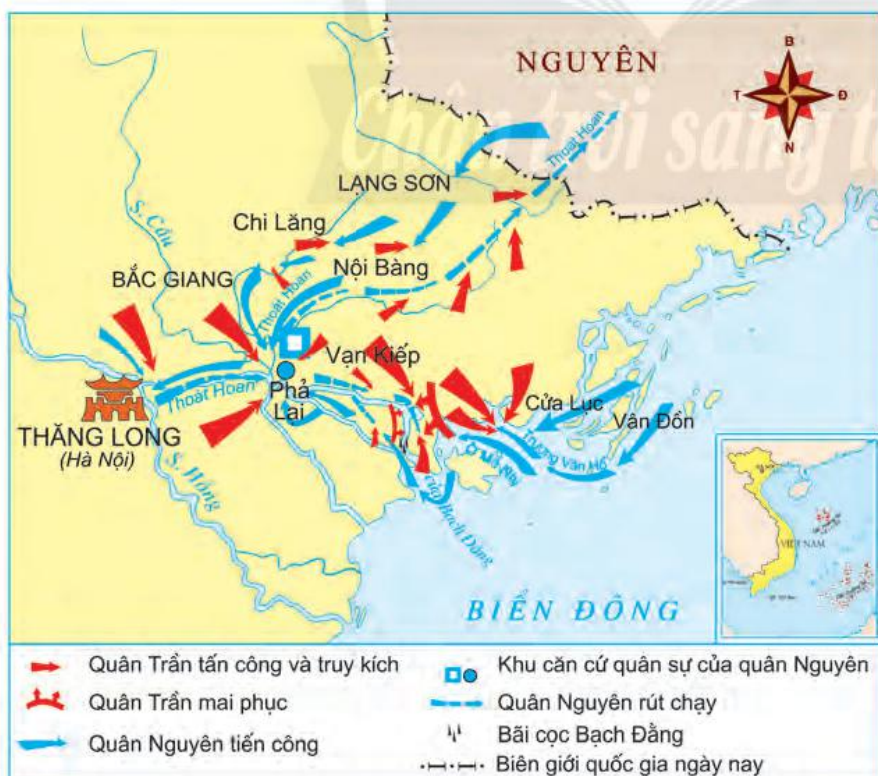 NGUYÊN
B
T
Đ
N
Chân trời sáng t
Thoát Hoan
LẠNG SƠN
S. Cầu
Chi Lăng
BẮC GIANG
Nội Bàng
Thoát Hoan
Vạn Kiếp
Thoát Hoan
Phả
Lại
Cửa Lục
Vân Đồn
THĂNG LONG
(Hà Nội)
S. Hồng
Ô Mã Nhi
Trương Văn Hổ
Cửa Bạch Đằng
BIỂN ĐÔNG
VIỆT NAM
Quân Trần tấn công và truy kích
Khu căn cứ quân sự của quân Nguyên
Quân Trần mai phục
Quân Nguyên rút chạy
Quân Nguyên tiến công
Bãi cọc Bạch Đằng
Biên giới quốc gia ngày nay